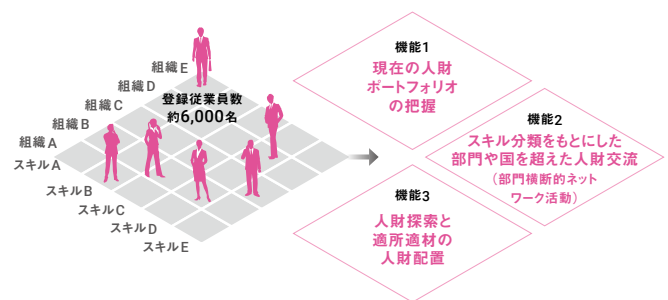 組織E
組織D
組織C
組織B
組織A
スキルA
スキルB
スキルC
スキルD
スキルE
登録従業員数
約6,000名
機能1
現在の人財
ポートフォリオ
の把握
機能2
スキル分類をもとにした
部門や国を超えた人財交流
(部門横断的ネット
ワーク活動)
機能3
人財探索と
適所適材の
人財配置